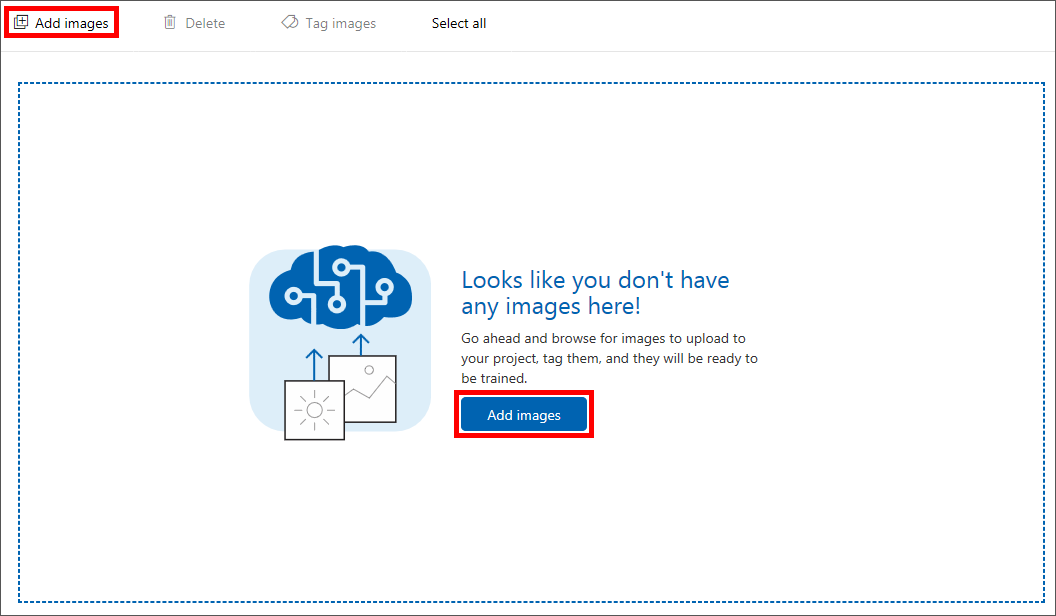 Add images
Delete
Tag images
Select all
Looks like you don't have
any images here!
Go ahead and browse for images to upload to
your project, tag them, and they will be ready to
be trained.
Add images